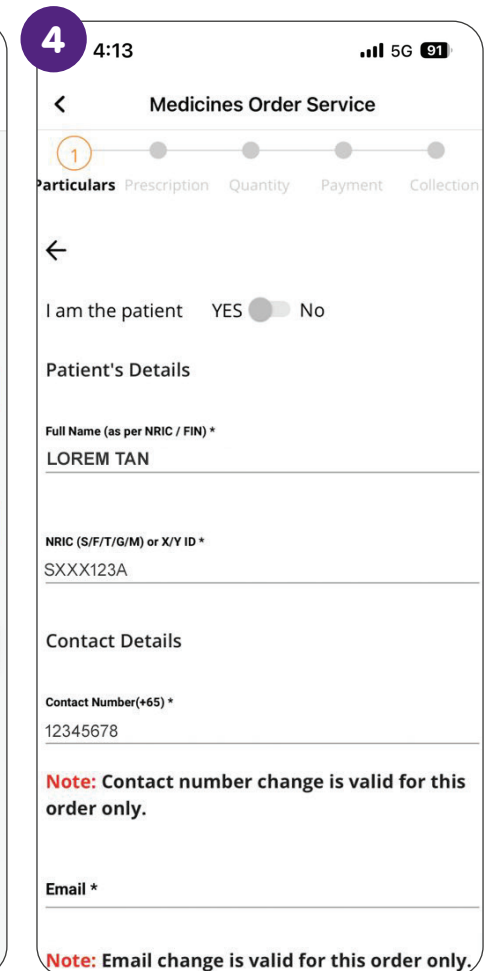 4
4:13 5G 91
Medicines Order Service
1
Particulars Prescription Quantity Payment Collection
I am the patient YES No
Patient's Details
Full Name (as per NRIC / FIN) *
LOREM TAN
NRIC (S/F/T/G/M) or X/Y ID *
SXXX123A
Contact Details
Contact Number(+65) *
12345678
Note: Contact number change is valid for this
order only.
Email *
Note: Email change is valid for this order only.